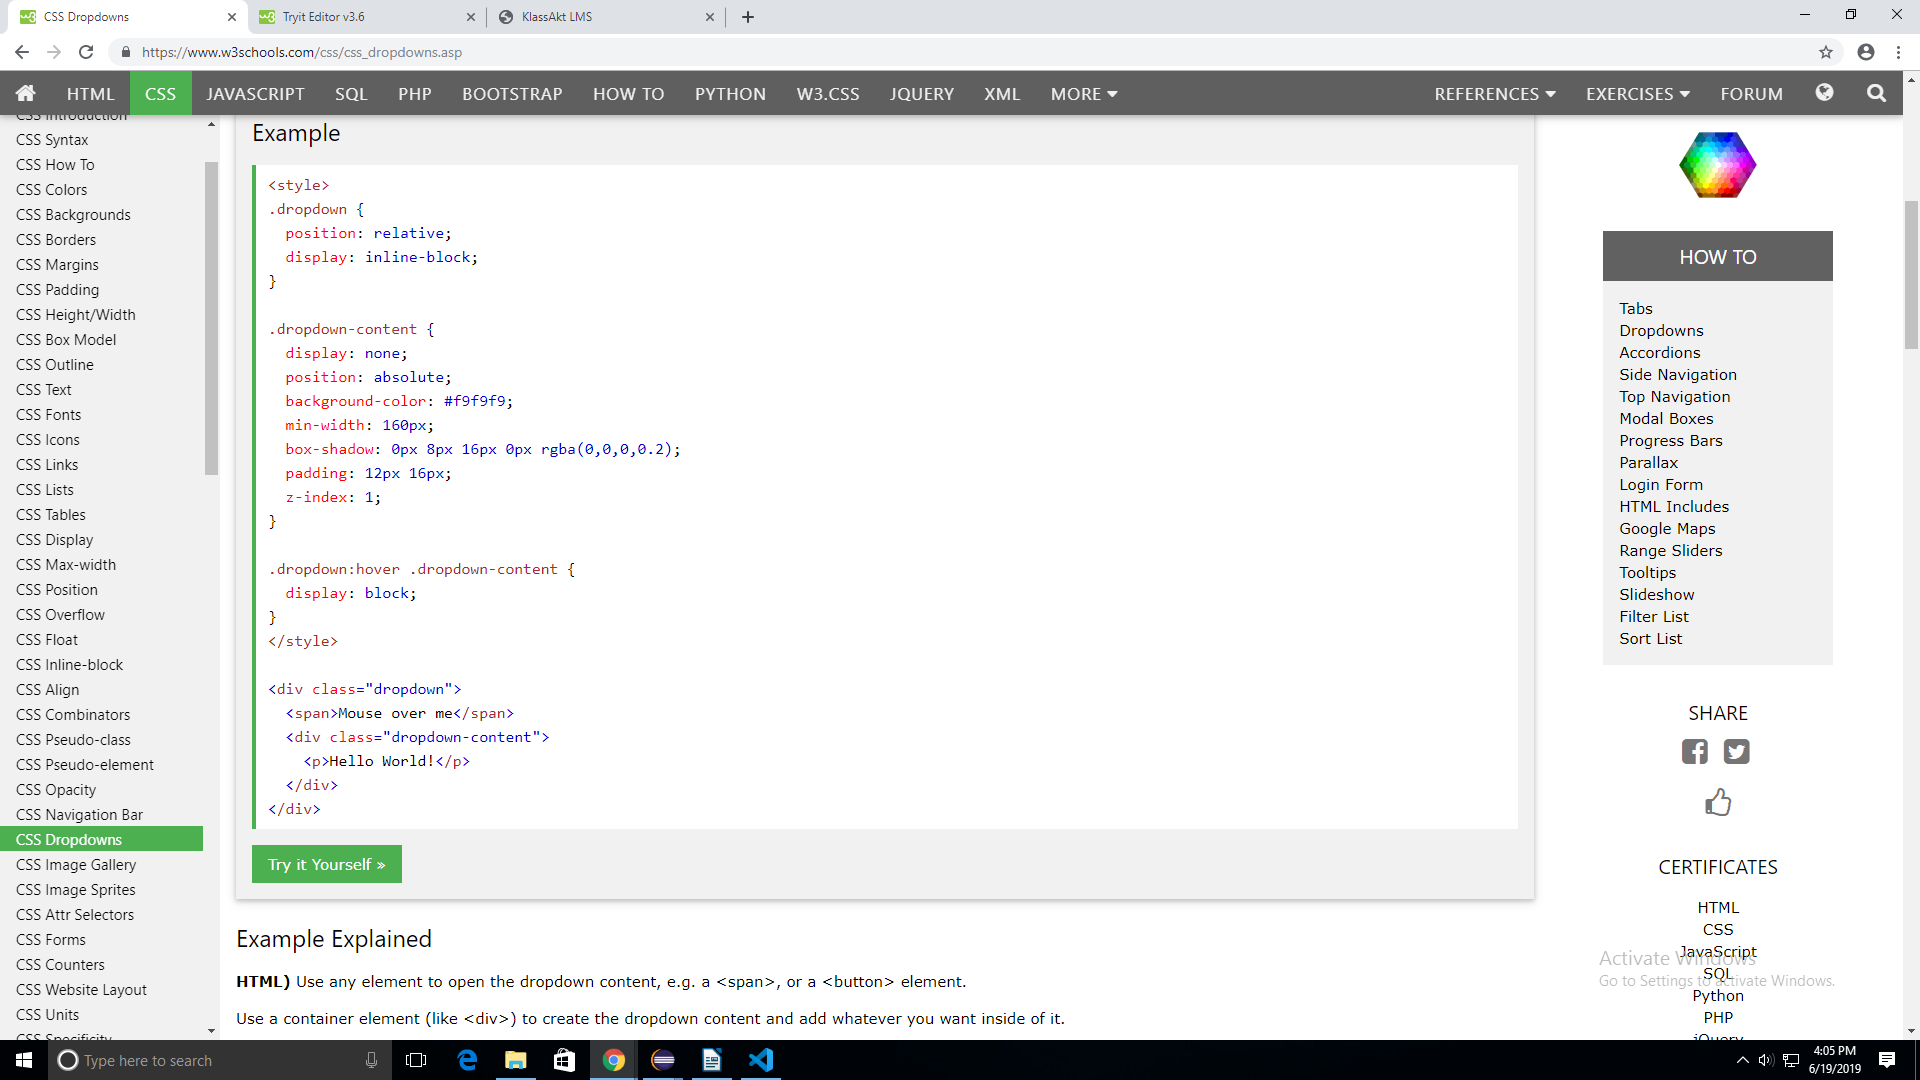 CSS Dropdowns
Tryit Editor v3.6
KlassAkt LMS
https://www.w3schools.com/css/css_dropdowns.asp
HTML
CSS
JAVASCRIPT
SQL
PHP
BOOTSTRAP
HOW TO
PYTHON
W3.CSS
JQUERY
XML
MORE
REFERENCES
EXERCISES
FORUM
CSS Introduction
CSS Syntax
CSS How To
CSS Colors
CSS Backgrounds
CSS Borders
CSS Margins
CSS Padding
CSS Height/Width
CSS Box Model
CSS Outline
CSS Text
CSS Fonts
CSS Icons
CSS Links
CSS Lists
CSS Tables
CSS Display
CSS Max-width
CSS Position
CSS Overflow
CSS Float
CSS Inline-block
CSS Align
CSS Combinators
CSS Pseudo-class
CSS Pseudo-element
CSS Opacity
CSS Navigation Bar
CSS Dropdowns
CSS Image Gallery
CSS Image Sprites
CSS Attr Selectors
CSS Forms
CSS Counters
CSS Website Layout
CSS Units
CSS Specificity
Example
<style>
.dropdown {
  position: relative;
  display: inline-block;
}

.dropdown-content {
  display: none;
  position: absolute;
  background-color: #f9f9f9;
  min-width: 160px;
  box-shadow: 0px 8px 16px 0px rgba(0,0,0,0.2);
  padding: 12px 16px;
  z-index: 1;
}

.dropdown:hover .dropdown-content {
  display: block;
}
</style>

<div class="dropdown">
  <span>Mouse over me</span>
  <div class="dropdown-content">
    <p>Hello World!</p>
  </div>
</div>
Try it Yourself »
Example Explained
HTML) Use any element to open the dropdown content, e.g. a <span>, or a <button> element.
Use a container element (like <div>) to create the dropdown content and add whatever you want inside of it.
HOW TO
Tabs
Dropdowns
Accordions
Side Navigation
Top Navigation
Modal Boxes
Progress Bars
Parallax
Login Form
HTML Includes
Google Maps
Range Sliders
Tooltips
Slideshow
Filter List
Sort List
SHARE
CERTIFICATES
HTML
CSS
JavaScript
SQL
Python
PHP
jQuery
Activate Windows
Go to Settings to activate Windows.
Type here to search
4:05 PM
6/19/2019